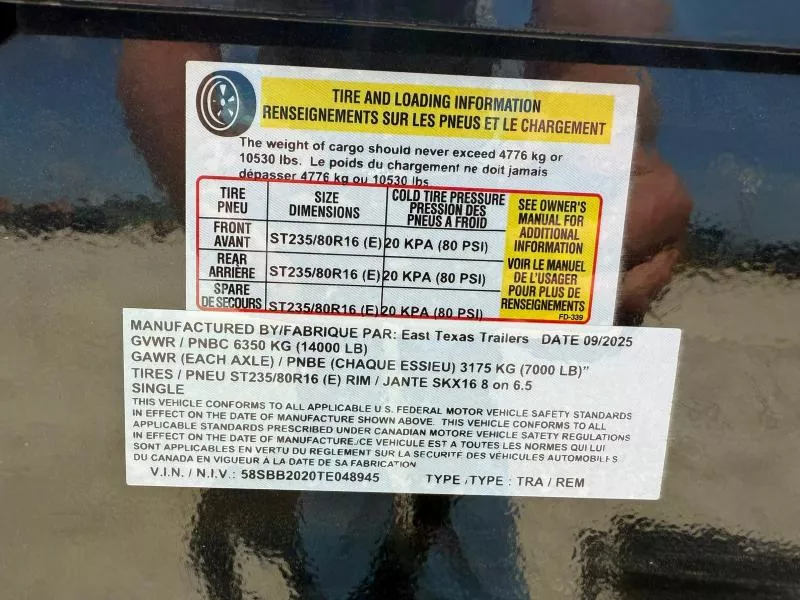 TIRE AND LOADING INFORMATION
RENSEIGNEMENTS SUR LES PNEUS ET LE CHARGEMENT
The weight of cargo should never exceed 4776 kg or
10530 lbs. Le poids du chargement ne doit jamais
dépasser 4776 kg ou 10530 lbs
TIRE PNEU
SIZE DIMENSIONS
COLD TIRE PRESSURE PRESSION DES PNEUS A FROID
FRONT AVANT
ST235/80R16 (E)
20 KPA (80 PSI)
REAR ARRIÈRE
ST235/80R16 (E)
20 KPA (80 PSI)
SPARE DE SECOURS
ST235/80R16 (E)
20 KPA (80 PSI)
SEE OWNER'S
MANUAL FOR
ADDITIONAL
INFORMATION
VOIR LE MANUEL
DE L'USAGER
POUR PLUS DE
RENSEIGNEMENTS
FD-339
MANUFACTURED BY/FABRIQUE PAR: East Texas Trailers DATE 09/2025
GVWR / PNBC 6350 KG (14000 LB)
GAWR (EACH AXLE) / PNBE (CHAQUE ESSIEU) 3175 KG (7000 LB)"
TIRES / PNEU ST235/80R16 (E) RIM / JANTE SKX16 8 on 6.5
SINGLE
THIS VEHICLE CONFORMS TO ALL APPLICABLE U.S. FEDERAL MOTOR VEHICLE SAFETY STANDARDS
IN EFFECT ON THE DATE OF MANUFACTURE SHOWN ABOVE. THIS VEHICLE CONFORMS TO ALL
APPLICABLE STANDARDS PRESCRIBED UNDER CANADIAN MOTORE VEHICLE SAFETY REGULATIONS
IN EFFECT ON THE DATE OF MANUFACTURE./CE VEHICULE EST A TOUTES LES NORMES QUI LUI
SONT APPLICABLES EN VERTU DU REGLEMENT SUR LA SECURITE DES VÉHICULES AUTOMOBILES
DU CANADA EN VIGUEUR À LA DATE DE SA FABRICATION
V.I.N. / N.I.V.: 58SBB2020TE048945 TYPE /TYPE : TRA / REM